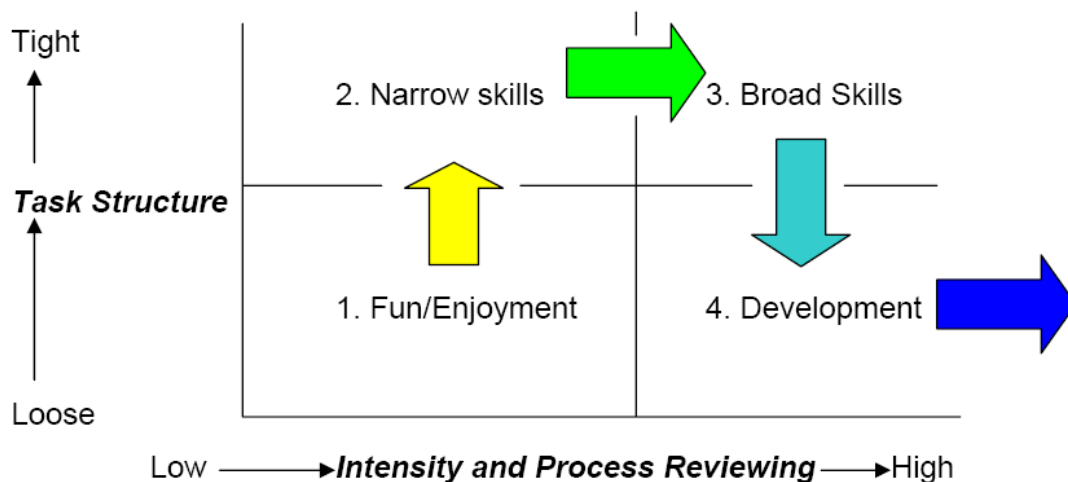 Tight
2. Narrow skills
3. Broad Skills
Task Structure
1. Fun/Enjoyment
4. Development
Loose
Low Intensity and Process Reviewing High